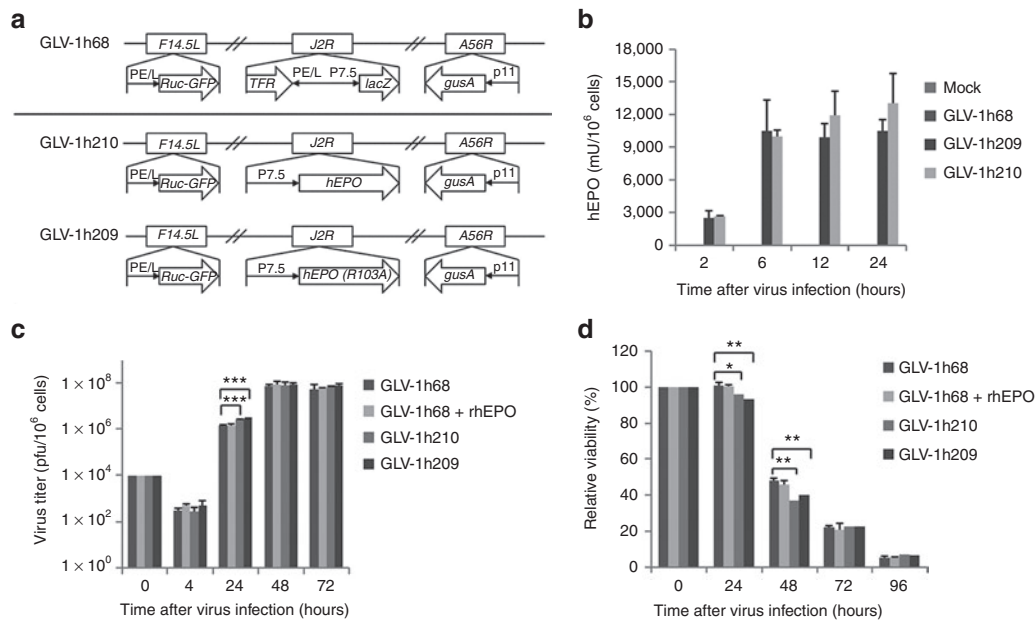 a
GLV-1h68
F14.5L
J2R
A56R
PE/L
Ruc-GFP
TFR
PE/L P7.5
lacZ
gusA
p11
GLV-1h210
F14.5L
J2R
A56R
PE/L
Ruc-GFP
P7.5
hEPO
gusA
p11
GLV-1h209
F14.5L
J2R
A56R
PE/L
Ruc-GFP
P7.5
hEPO (R103A)
gusA
p11
b
hEPO (mU/10⁶ cells)
18,000
15,000
12,000
9,000
6,000
3,000
0
2 6 12 24
Time after virus infection (hours)
Mock
GLV-1h68
GLV-1h209
GLV-1h210
c
Virus titer (pfu/10⁶ cells)
1 × 10⁸
1 × 10⁶
1 × 10⁴
1 × 10²
1 × 10⁰
***
***
0 4 24 48 72
Time after virus infection (hours)
GLV-1h68
GLV-1h68 + rhEPO
GLV-1h210
GLV-1h209
d
Relative viability (%)
120
100
80
60
40
20
0
**
*
**
**
0 24 48 72 96
Time after virus infection (hours)
GLV-1h68
GLV-1h68 + rhEPO
GLV-1h210
GLV-1h209